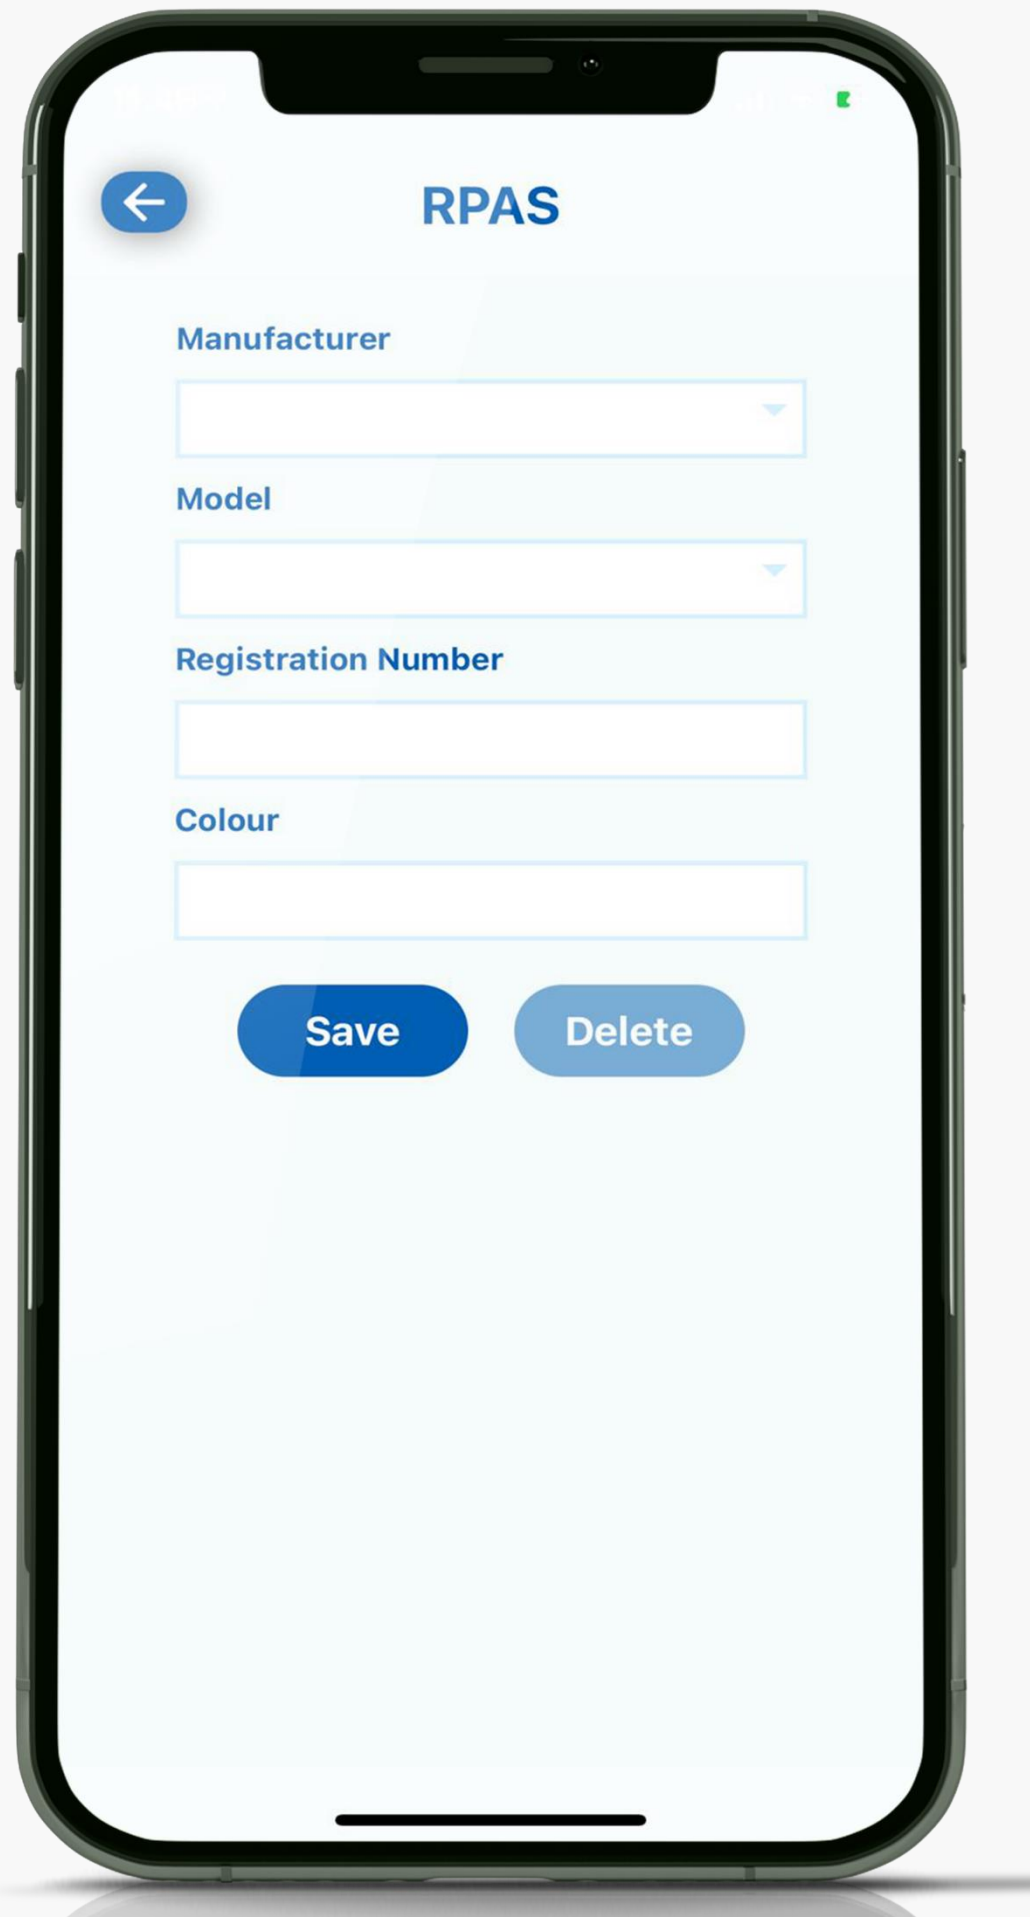 RPAS
Manufacturer
Model
Registration Number
Colour
Save
Delete